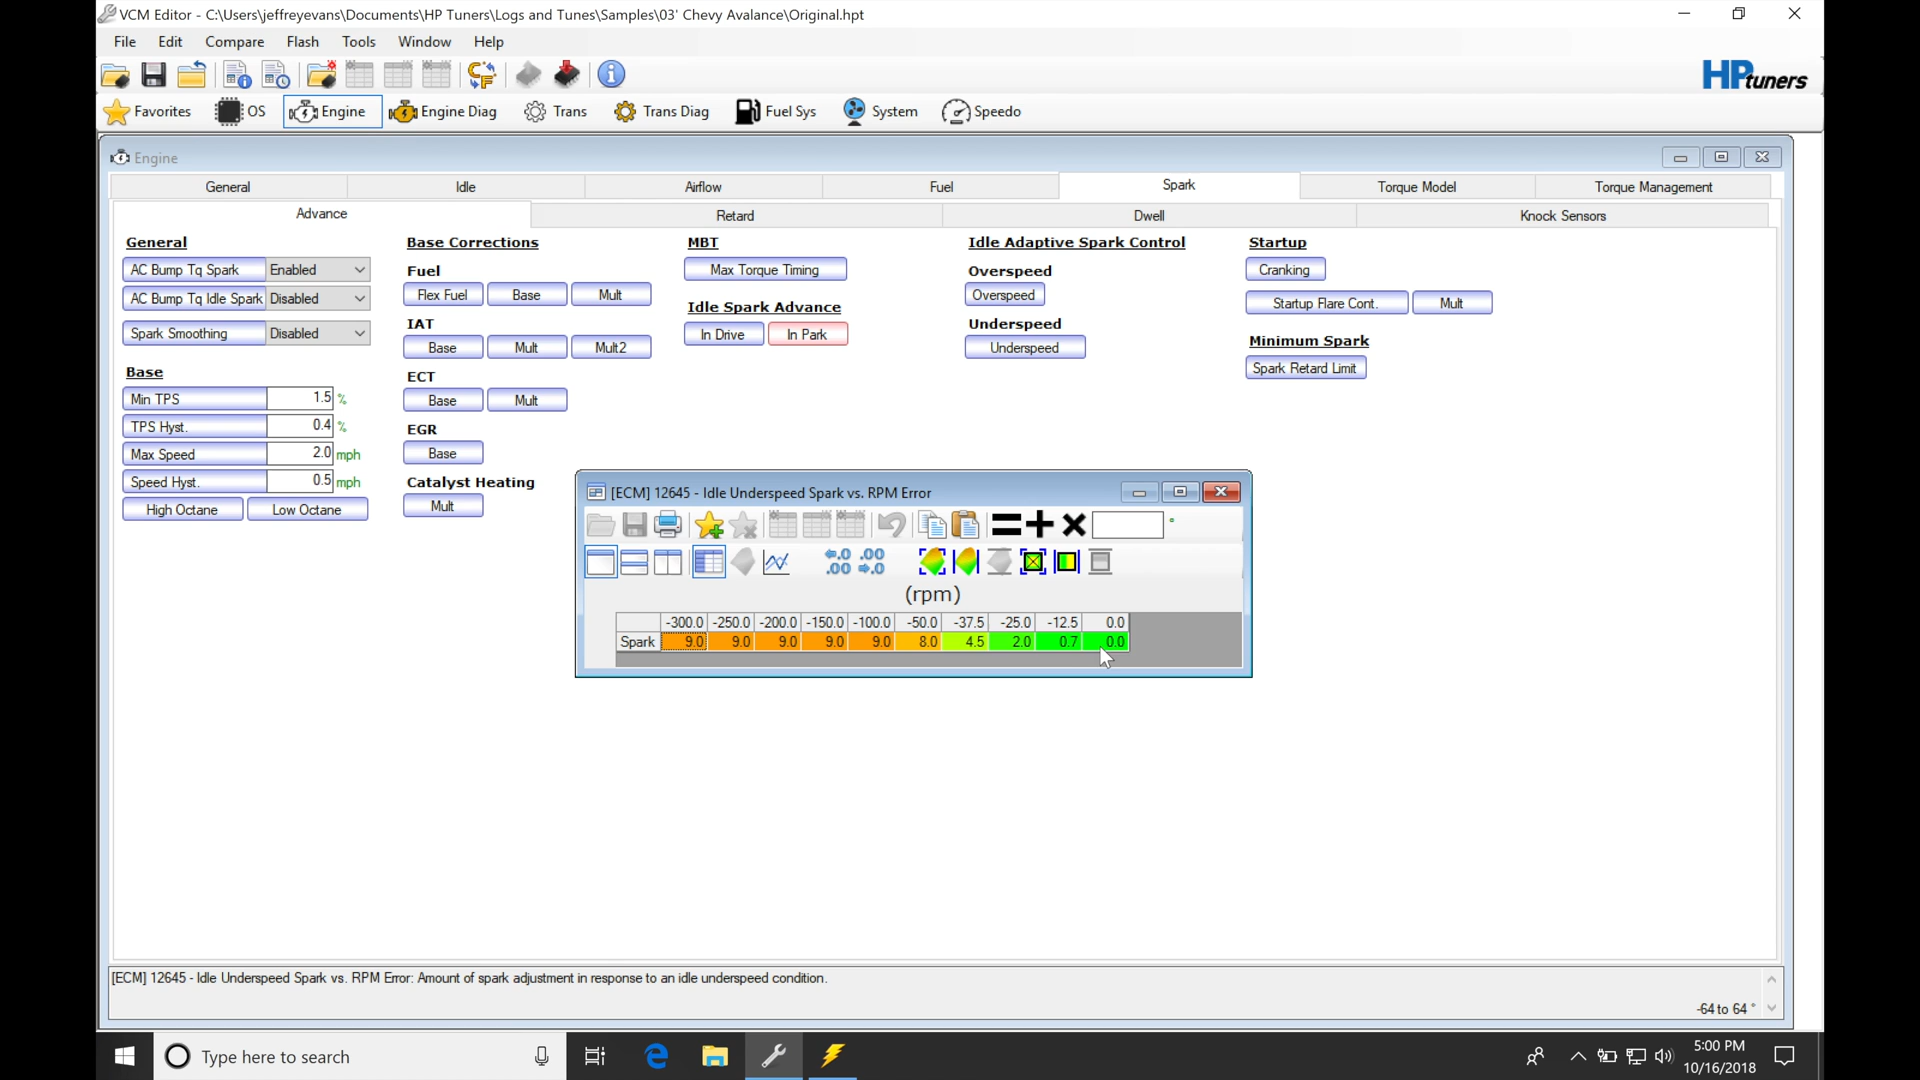 VCM Editor - C:\Users\jeffreyevans\Documents\HP Tuners\Logs and Tunes\Samples\03' Chevy Avalance\Original.hpt
File Edit Compare Flash Tools Window Help
HP tuners
Favorites OS Engine Engine Diag Trans Trans Diag Fuel Sys System Speedo
Engine
General Idle Airflow Fuel Spark Torque Model Torque Management
Advance Retard Dwell Knock Sensors
General
AC Bump Tq Spark Enabled
AC Bump Tq Idle Spark Disabled
Spark Smoothing Disabled
Base
Min TPS 1.5 %
TPS Hyst. 0.4 %
Max Speed 2.0 mph
Speed Hyst. 0.5 mph
High Octane Low Octane
Base Corrections
Fuel
Flex Fuel Base Mult
IAT
Base Mult Mult2
ECT
Base Mult
EGR
Base
Catalyst Heating
Mult
MBT
Max Torque Timing
Idle Spark Advance
In Drive In Park
Idle Adaptive Spark Control
Overspeed
Overspeed
Underspeed
Underspeed
Startup
Cranking
Startup Flare Cont. Mult
Minimum Spark
Spark Retard Limit
[ECM] 12645 - Idle Underspeed Spark vs. RPM Error
°
.0 .00
.00 .0
(rpm)
-300.0 -250.0 -200.0 -150.0 -100.0 -50.0 -37.5 -25.0 -12.5 0.0
Spark 9.0 9.0 9.0 9.0 9.0 8.0 4.5 2.0 0.7 0.0
[ECM] 12645 - Idle Underspeed Spark vs. RPM Error: Amount of spark adjustment in response to an idle underspeed condition.
-64 to 64 °
Type here to search
5:00 PM
10/16/2018